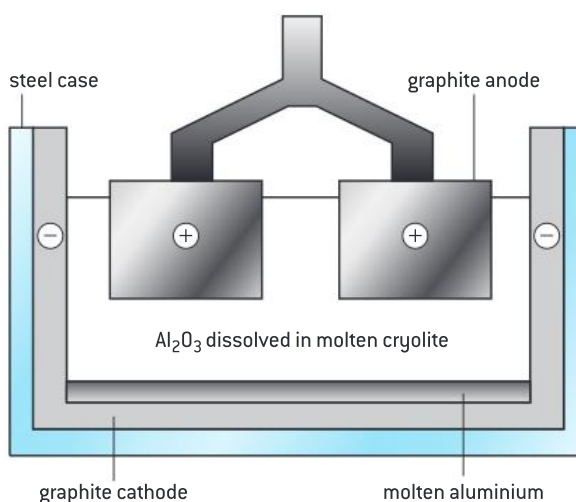 steel case
graphite anode
− + + −
Al₂O₃ dissolved in molten cryolite
graphite cathode
molten aluminium